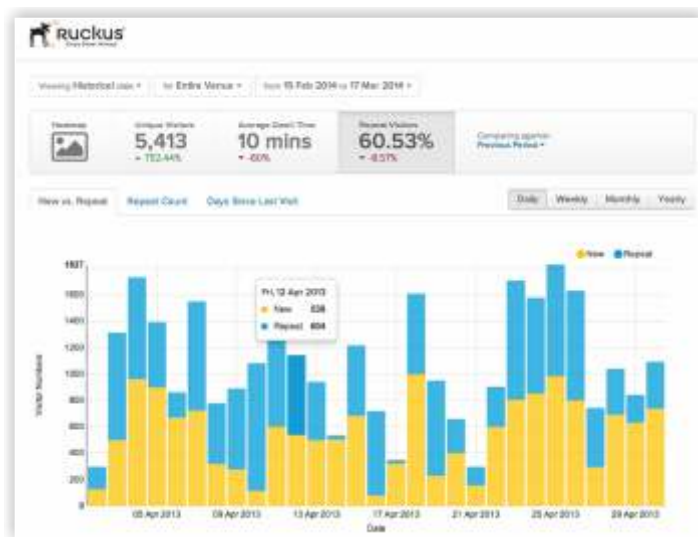 RUCKUS
Viewing Historical data
for Entire Venue
from 15 Feb 2014 to 17 Mar 2014
Heatmap
Unique Visitors
5,413
752.44%
Average Dwell Time
10 mins
-60%
Repeat Visitors
60.53%
Comparing against
Previous Period
New vs. Repeat
Repeat Count
Days Since Last Visit
Daily
Weekly
Monthly
Yearly
New
Repeat
Fri, 12 Apr 2013
New
Repeat 604
1600
1400
1200
1000
800
600
400
200
0
Visitor Numbers
05 Apr 2013
09 Apr 2013
13 Apr 2013
17 Apr 2013
21 Apr 2013
25 Apr 2013
29 Apr 2013
Date